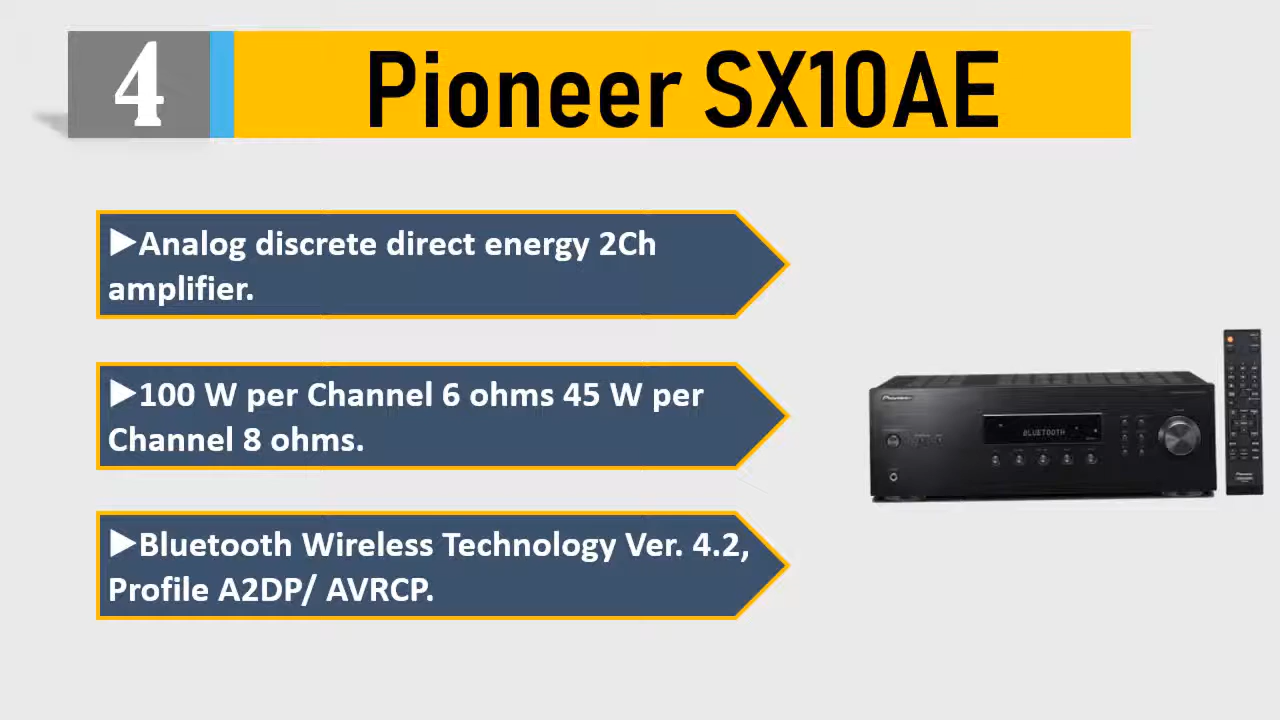 4
Pioneer SX10AE
▶Analog discrete direct energy 2Ch
amplifier.
▶100 W per Channel 6 ohms 45 W per
Channel 8 ohms.
▶Bluetooth Wireless Technology Ver. 4.2,
Profile A2DP/ AVRCP.
Pioneer
BLUETOOTH
Pioneer